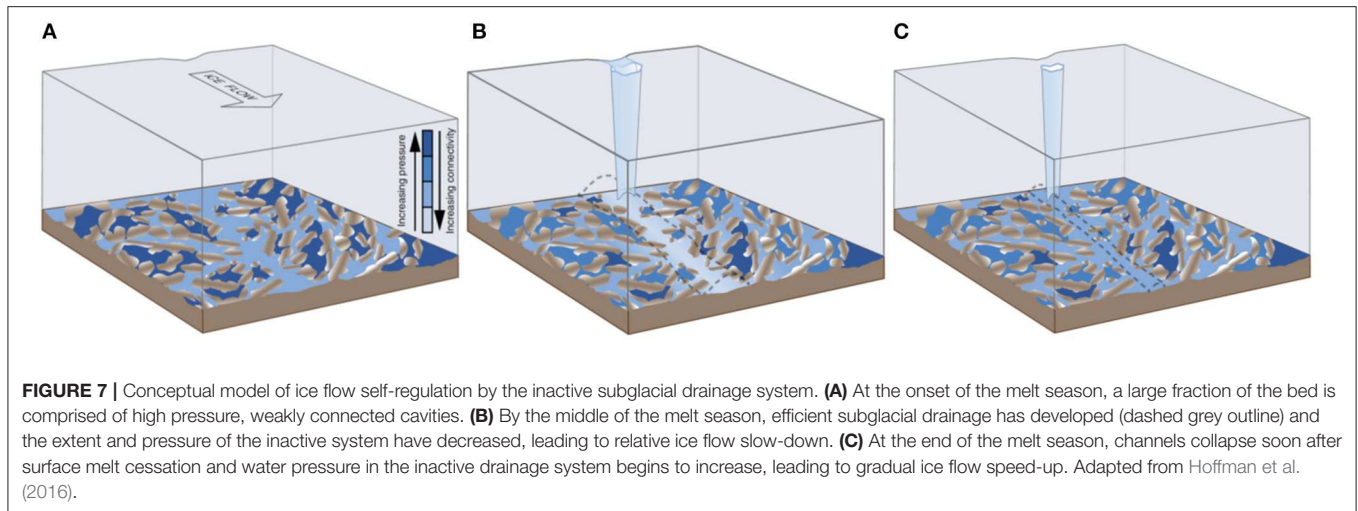 A
B
C
ICE FLOW
Increasing pressure
Increasing connectivity
FIGURE 7 | Conceptual model of ice flow self-regulation by the inactive subglacial drainage system. (A) At the onset of the melt season, a large fraction of the bed is
comprised of high pressure, weakly connected cavities. (B) By the middle of the melt season, efficient subglacial drainage has developed (dashed grey outline) and
the extent and pressure of the inactive system have decreased, leading to relative ice flow slow-down. (C) At the end of the melt season, channels collapse soon after
surface melt cessation and water pressure in the inactive drainage system begins to increase, leading to gradual ice flow speed-up. Adapted from Hoffman et al.
(2016).